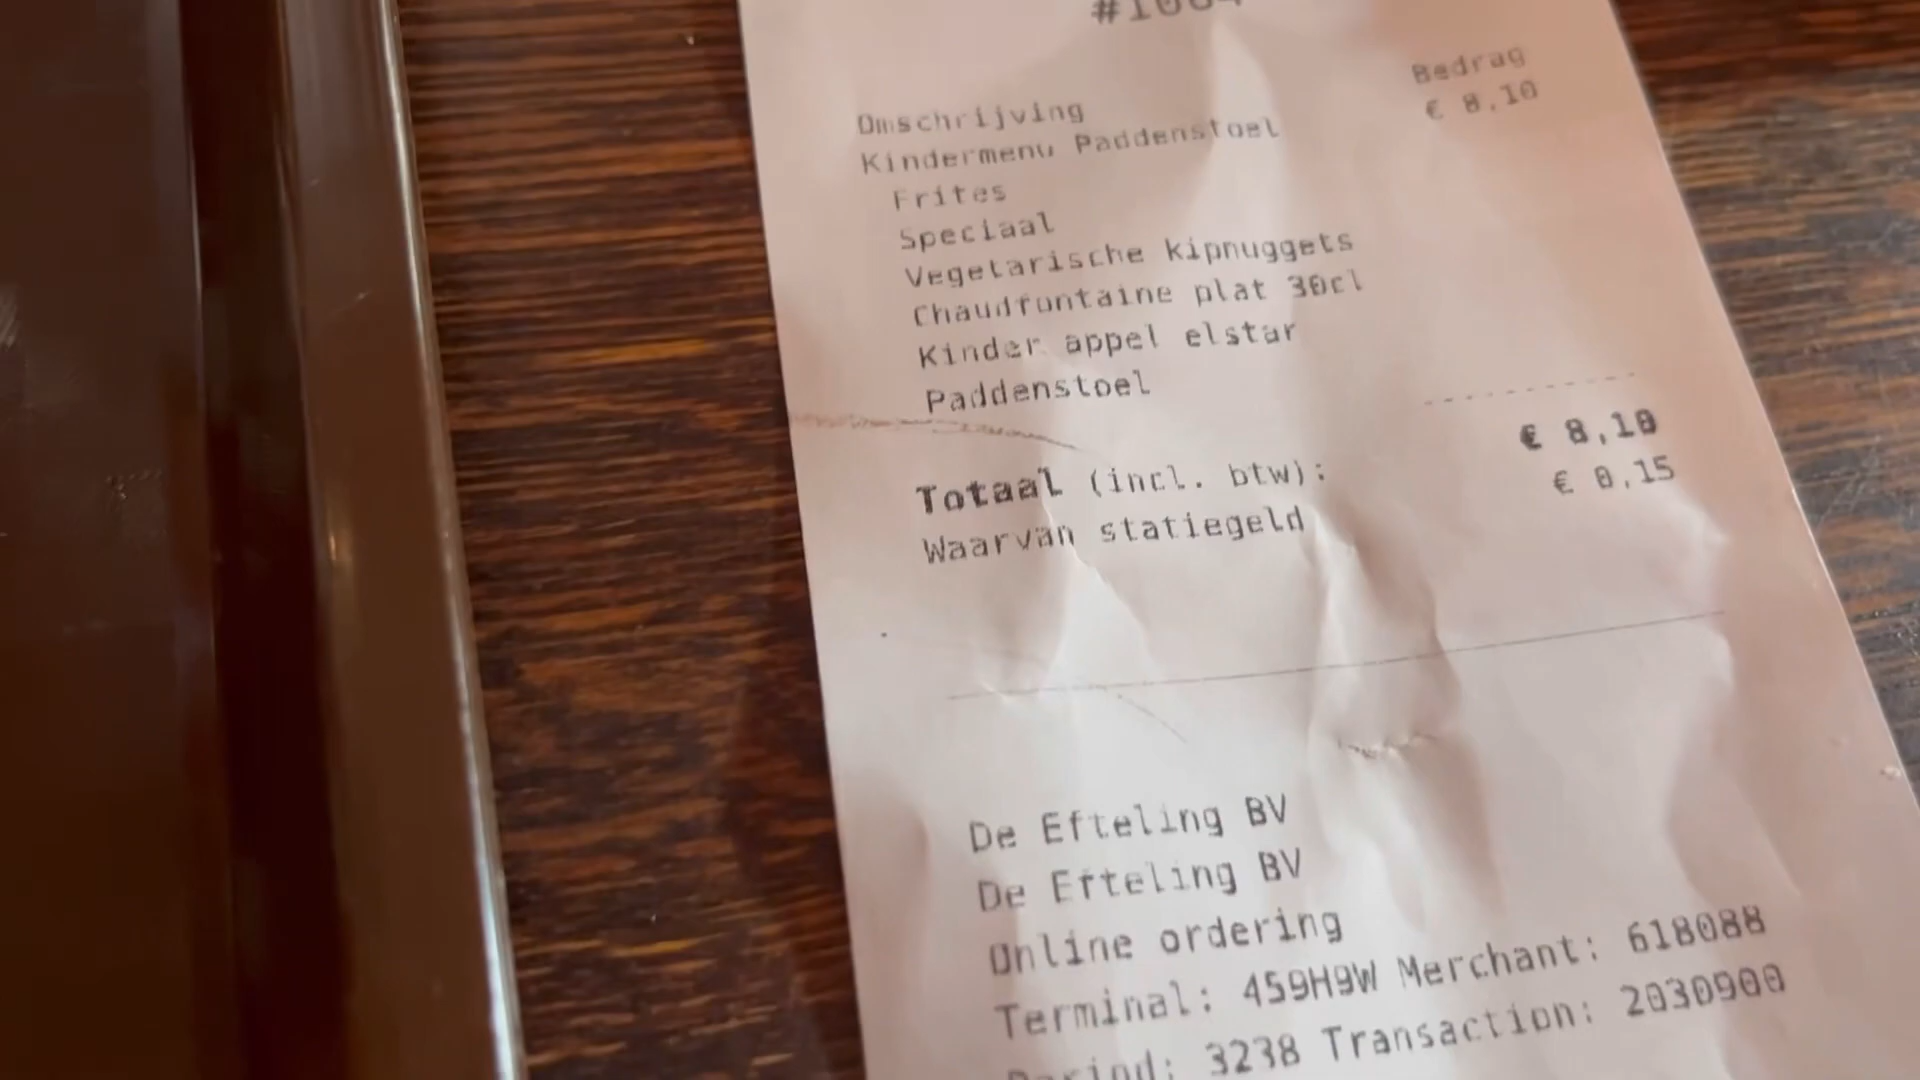 Bedrag
Omschrijving
Kindermenu Paddenstoel € 8,10
Frites
Speciaal
Vegetarische kipnuggets
Chaudfontaine plat 30cl
Kinder appel elstar
Paddenstoel
Totaal (incl. btw): € 8,10
Waarvan statiegeld € 0,15
De Efteling BV
De Efteling BV
Online ordering
Terminal: 459H9W Merchant: 618088
Period: 3238 Transaction: 2030900